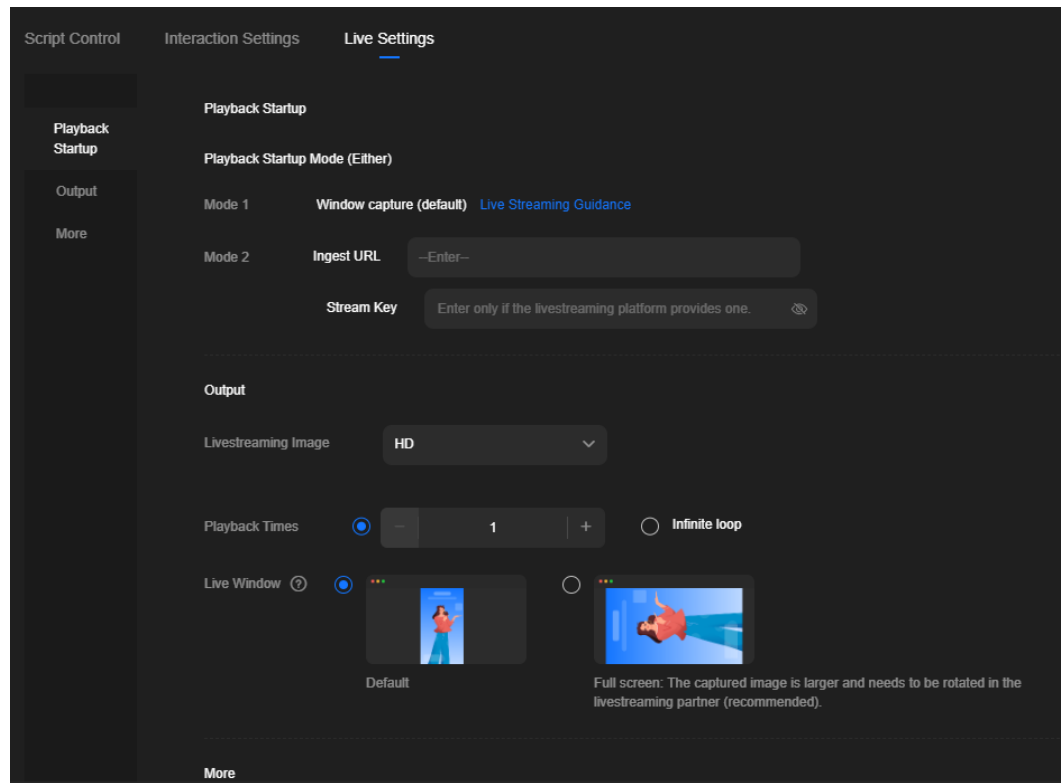 Script Control Interaction Settings Live Settings
Playback
Startup
Output
More
Playback Startup
Playback Startup Mode (Either)
Mode 1 Window capture (default) Live Streaming Guidance
Mode 2 Ingest URL --Enter--
Stream Key Enter only if the livestreaming platform provides one.
Output
Livestreaming Image HD
Playback Times − 1 + Infinite loop
Live Window ?
Default
Full screen: The captured image is larger and needs to be rotated in the
livestreaming partner (recommended).
More